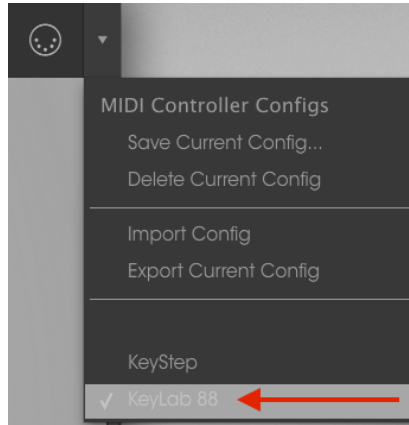 MIDI Controller Configs
Save Current Config...
Delete Current Config
Import Config
Export Current Config
KeyStep
KeyLab 88